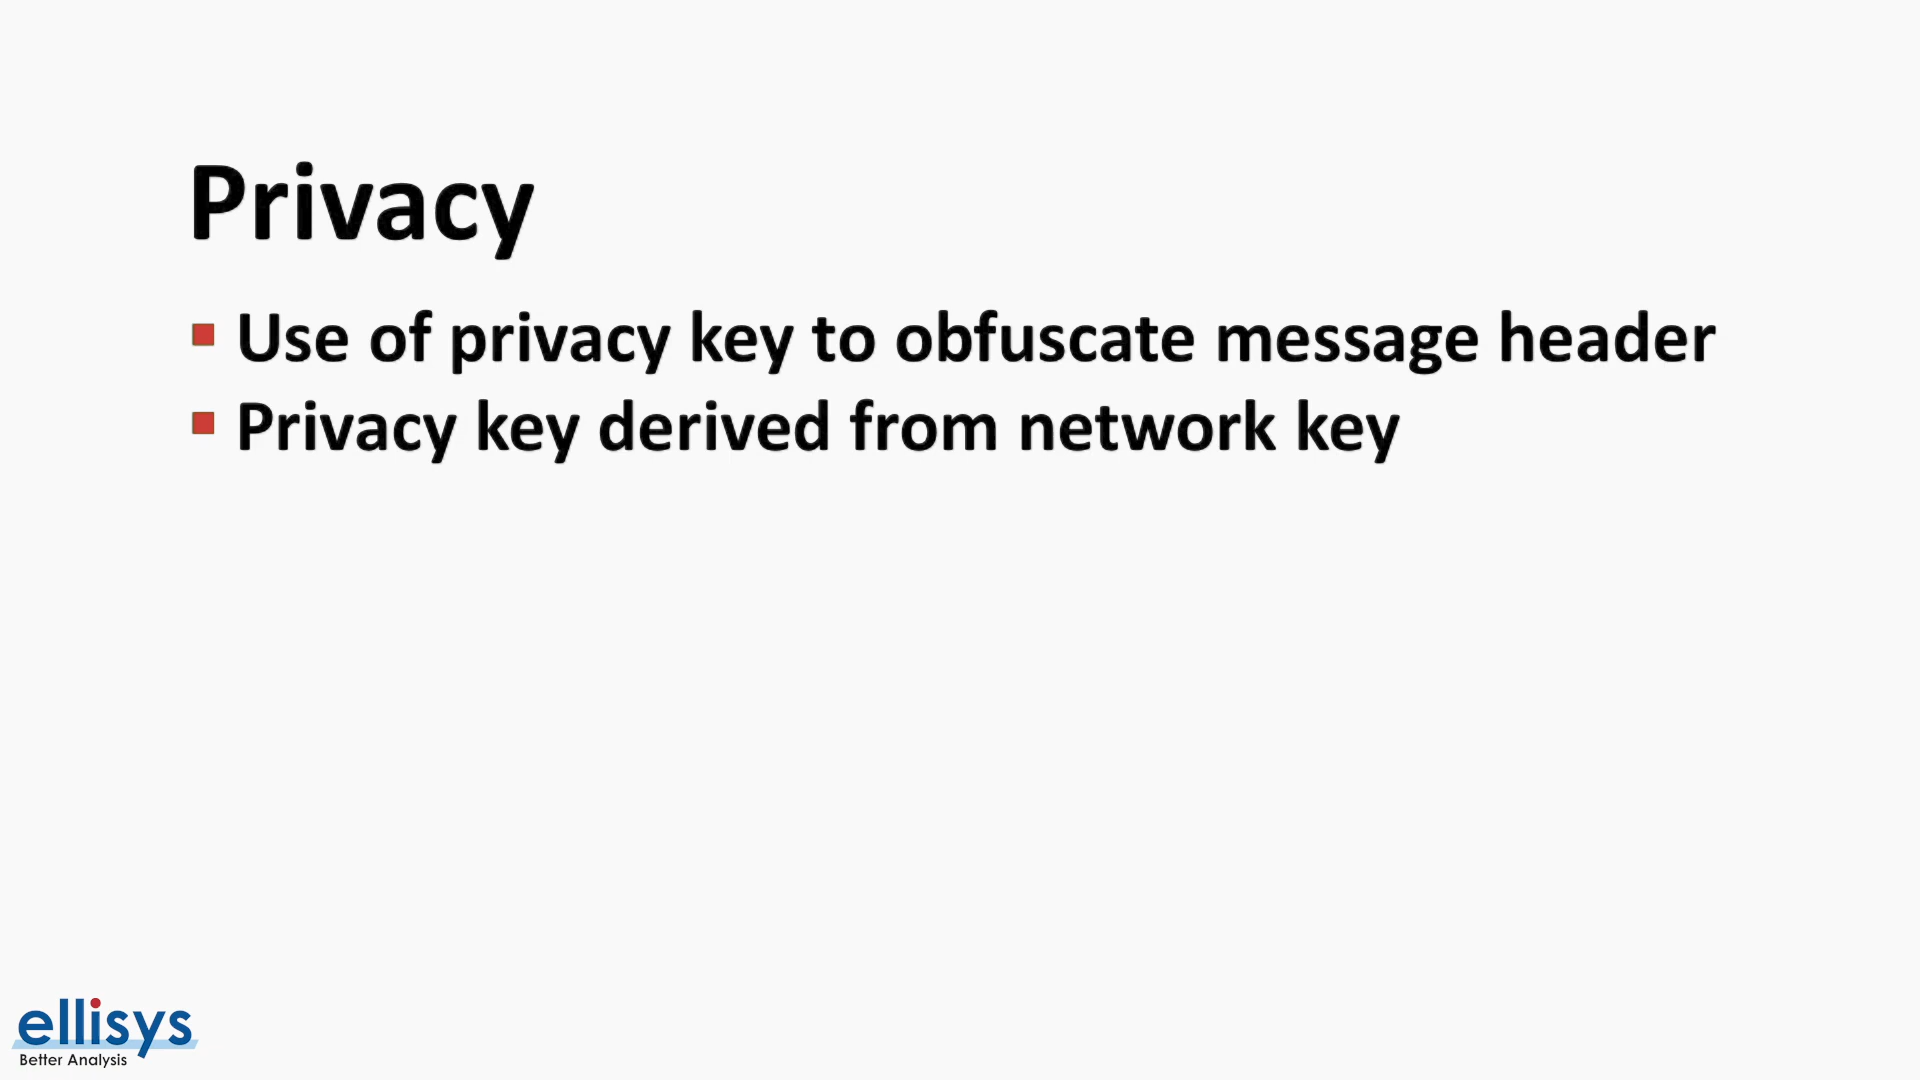 Privacy
Use of privacy key to obfuscate message header
Privacy key derived from network key
ellisys
Better Analysis